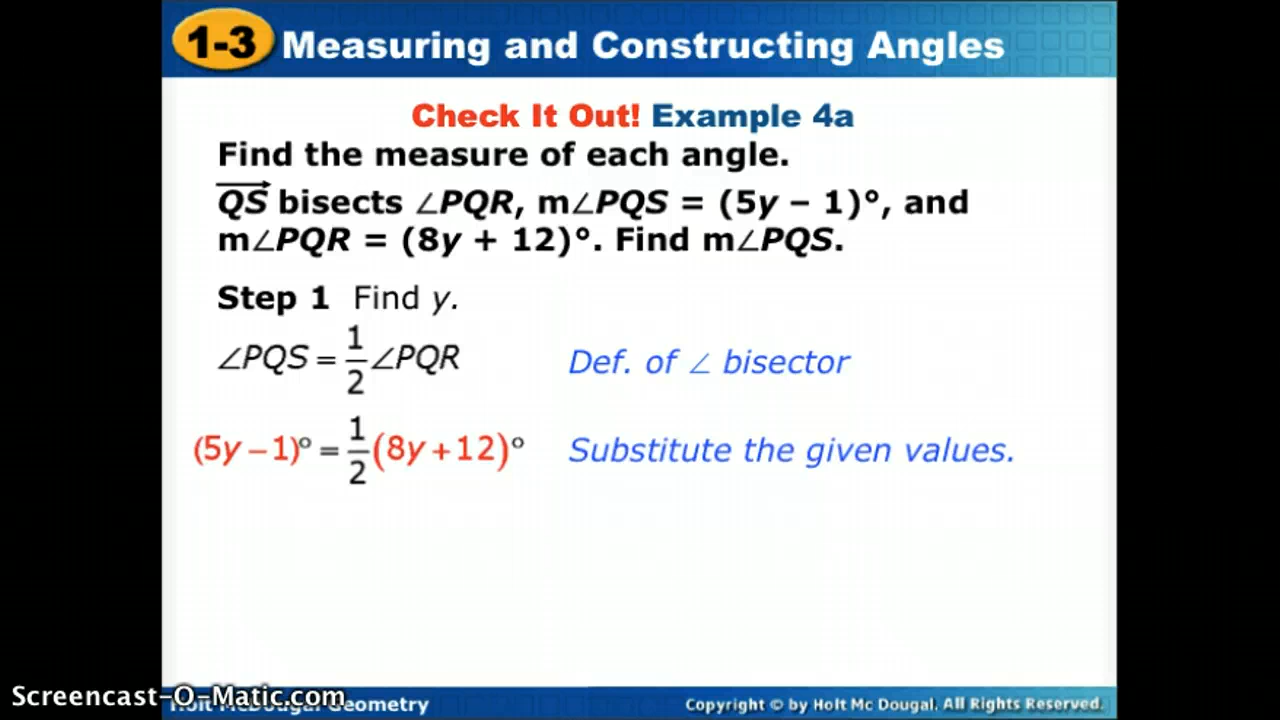 1-3 Measuring and Constructing Angles
Check It Out! Example 4a
Find the measure of each angle.
QS bisects ∠PQR, m∠PQS = (5y – 1)°, and
m∠PQR = (8y + 12)°. Find m∠PQS.
Step 1 Find y.
∠PQS = 1/2 ∠PQR Def. of ∠ bisector
(5y – 1)° = 1/2 (8y + 12)° Substitute the given values.
Screencast-O-Matic.com
Holt McDougal Geometry Copyright © by Holt Mc Dougal. All Rights Reserved.